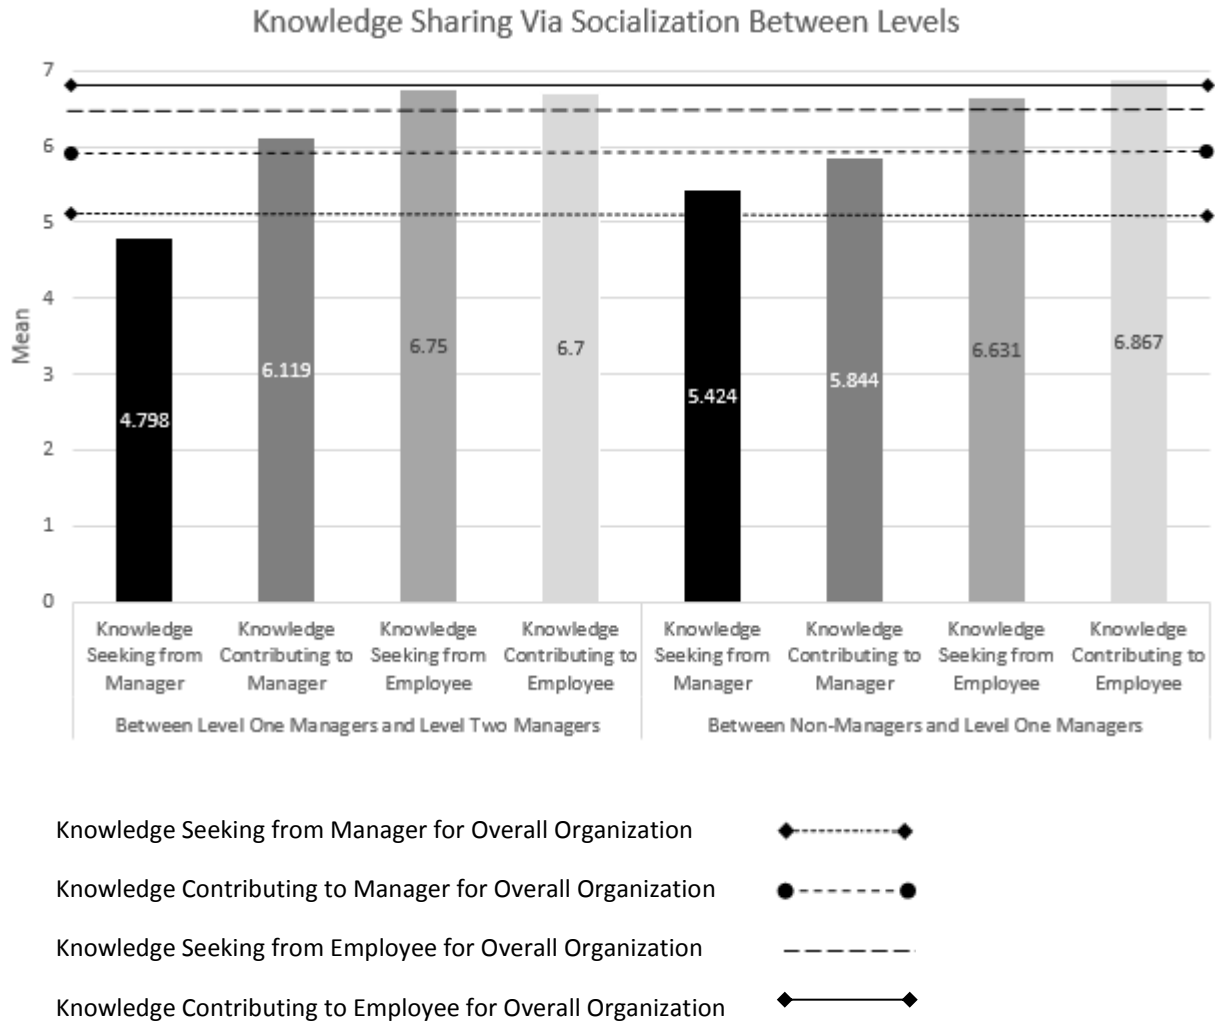 Knowledge Sharing Via Socialization Between Levels
7
6
5
4
3
2
1
0
Mean
4.798
6.119
6.75
6.7
5.424
5.844
6.631
6.867
Knowledge
Seeking from
Manager
Knowledge
Contributing to
Manager
Knowledge
Seeking from
Employee
Knowledge
Contributing to
Employee
Knowledge
Seeking from
Manager
Knowledge
Contributing to
Manager
Knowledge
Seeking from
Employee
Knowledge
Contributing to
Employee
Between Level One Managers and Level Two Managers
Between Non-Managers and Level One Managers
Knowledge Seeking from Manager for Overall Organization
Knowledge Contributing to Manager for Overall Organization
Knowledge Seeking from Employee for Overall Organization
Knowledge Contributing to Employee for Overall Organization